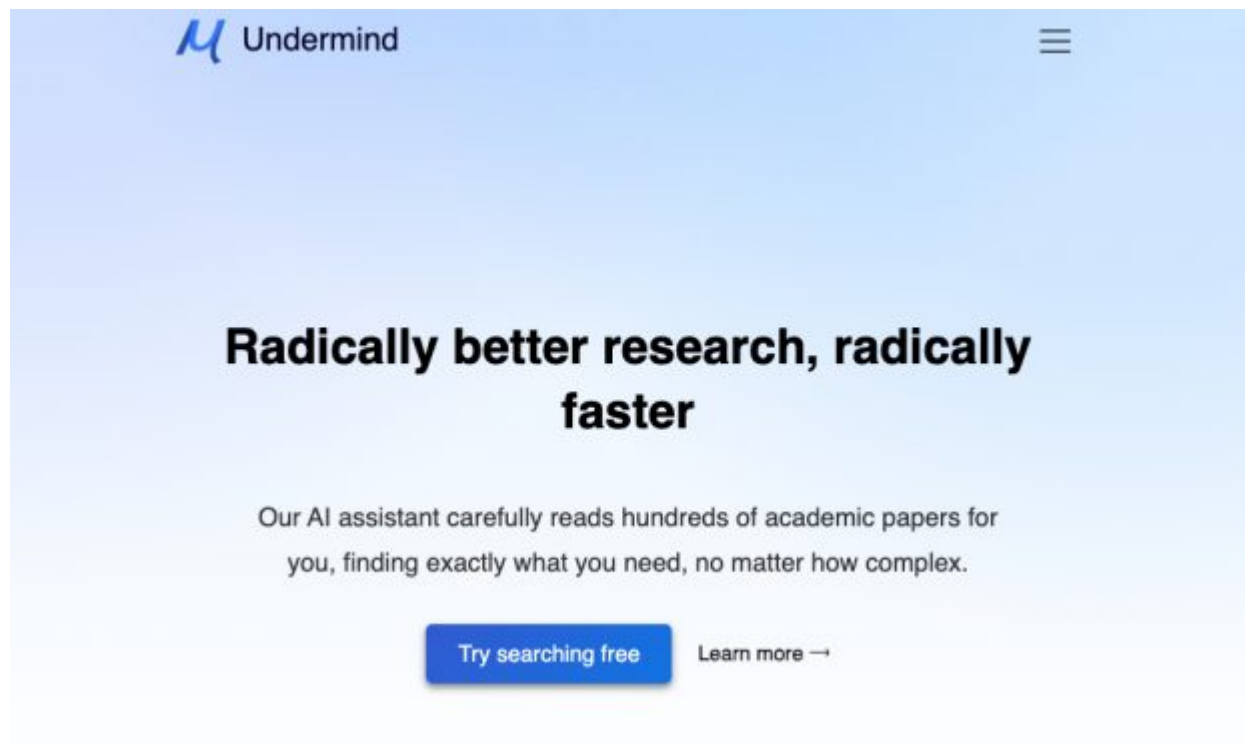 Undermind
Radically better research, radically
faster
Our AI assistant carefully reads hundreds of academic papers for
you, finding exactly what you need, no matter how complex.
Try searching free
Learn more →